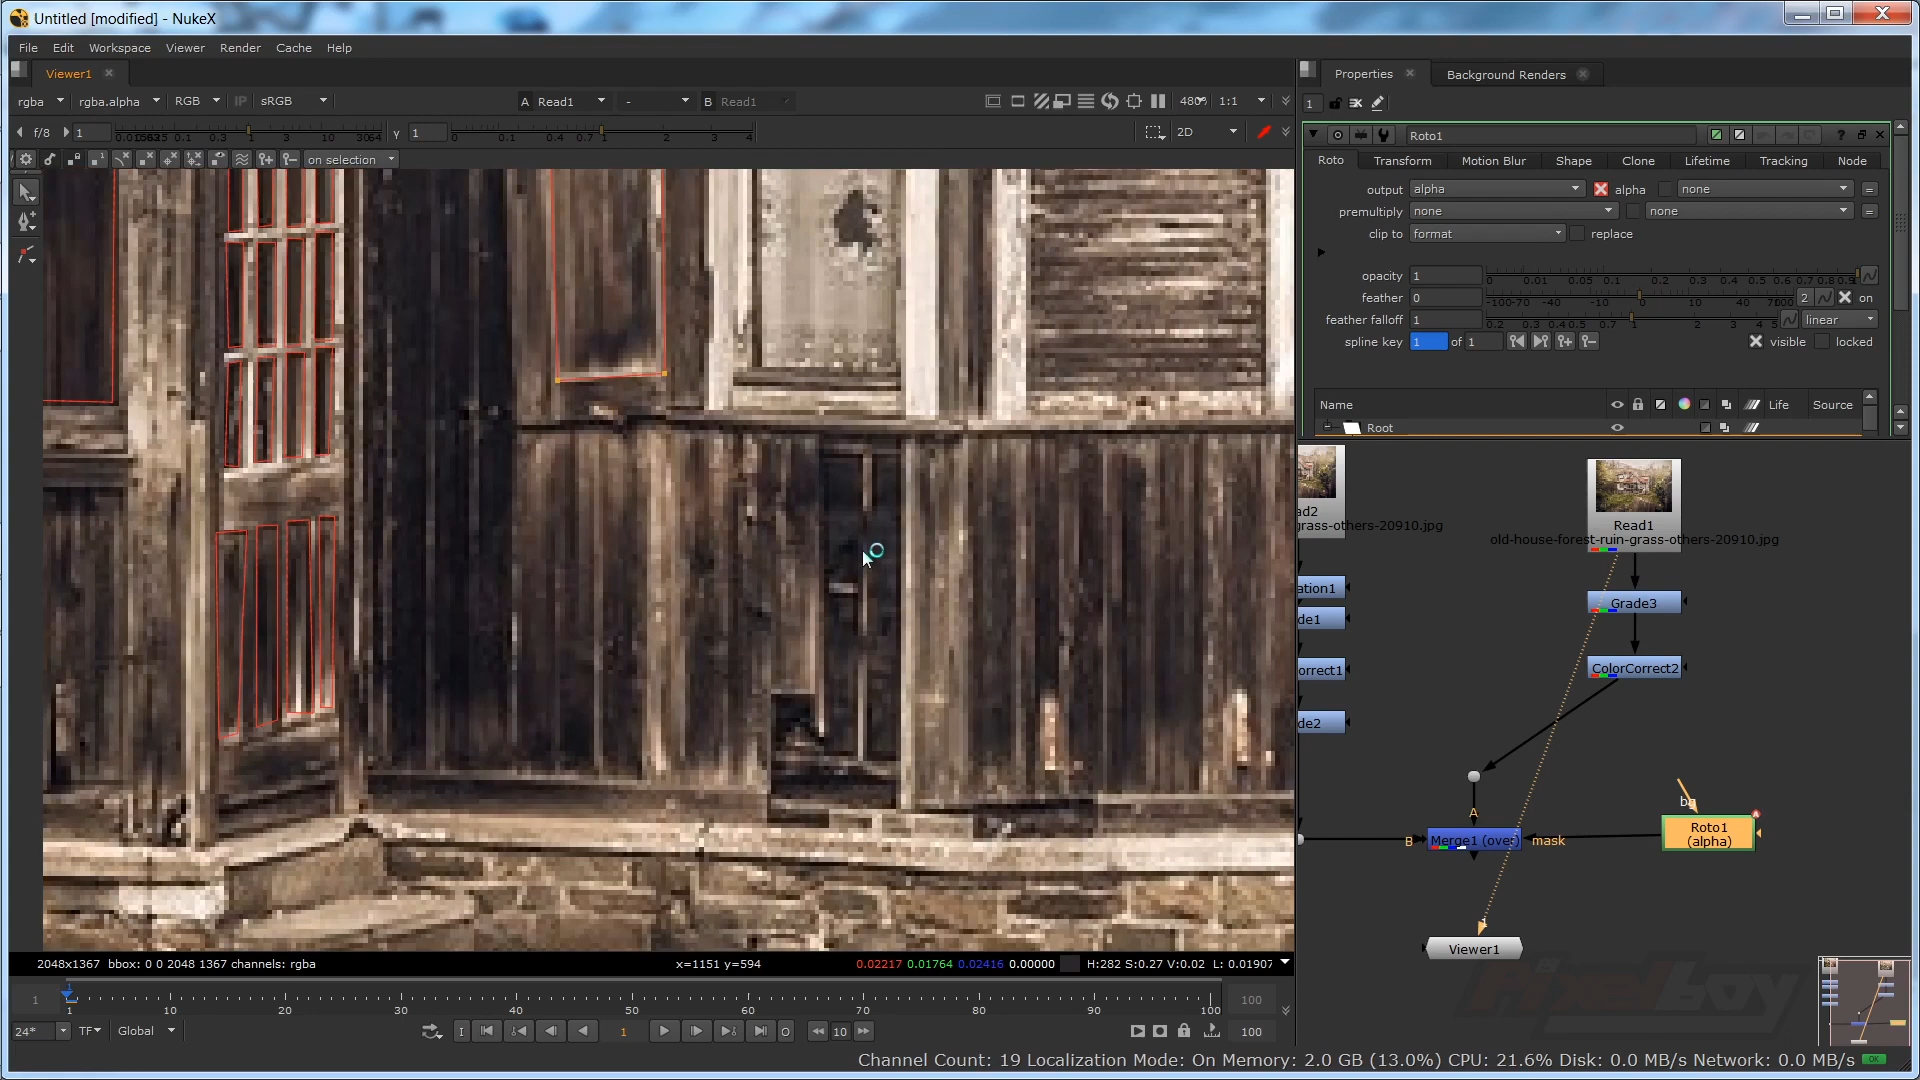 Untitled [modified] - NukeX
File Edit Workspace Viewer Render Cache Help
Viewer1
rgba rgba.alpha RGB IP sRGB A Read1 - B Read1 1:1
f/8 1 Y 1 2D
on selection
Properties Background Renders
1
Roto1
Roto Transform Motion Blur Shape Clone Lifetime Tracking Node
output alpha alpha none
premultiply none none
clip to format replace
opacity 1
feather 0 2 on
feather falloff 1 linear
spline key 1 of 1 visible locked
Name Life Source
Root
Read1
old-house-forest-ruin-grass-others-20910.jpg
ad2
grass-others-20910.jpg
ation1
Grade3
de1
ColorCorrect2
orrect1
de2
A
bg
Roto1
(alpha)
B Merge1 (over) mask
1
Viewer1
Pixelboy
2048x1367 bbox: 0 0 2048 1367 channels: rgba x=1151 y=594 0.02217 0.01764 0.02416 0.00000 H:282 S:0.27 V:0.02 L: 0.01907
1 1 10 20 30 40 50 60 70 80 90 100 100
24* TF Global I 1 O 10 100
Channel Count: 19 Localization Mode: On Memory: 2.0 GB (13.0%) CPU: 21.6% Disk: 0.0 MB/s Network: 0.0 MB/s OK